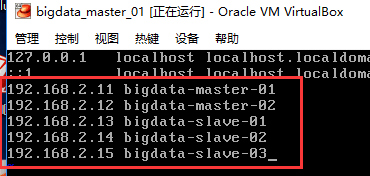 bigdata_master_01 [正在运行] - Oracle VM VirtualBox
管理 控制 视图 热键 设备 帮助
127.0.0.1 localhost localhost.localdoma
::1 localhost localhost.localdoma
192.168.2.11 bigdata-master-01
192.168.2.12 bigdata-master-02
192.168.2.13 bigdata-slave-01
192.168.2.14 bigdata-slave-02
192.168.2.15 bigdata-slave-03_